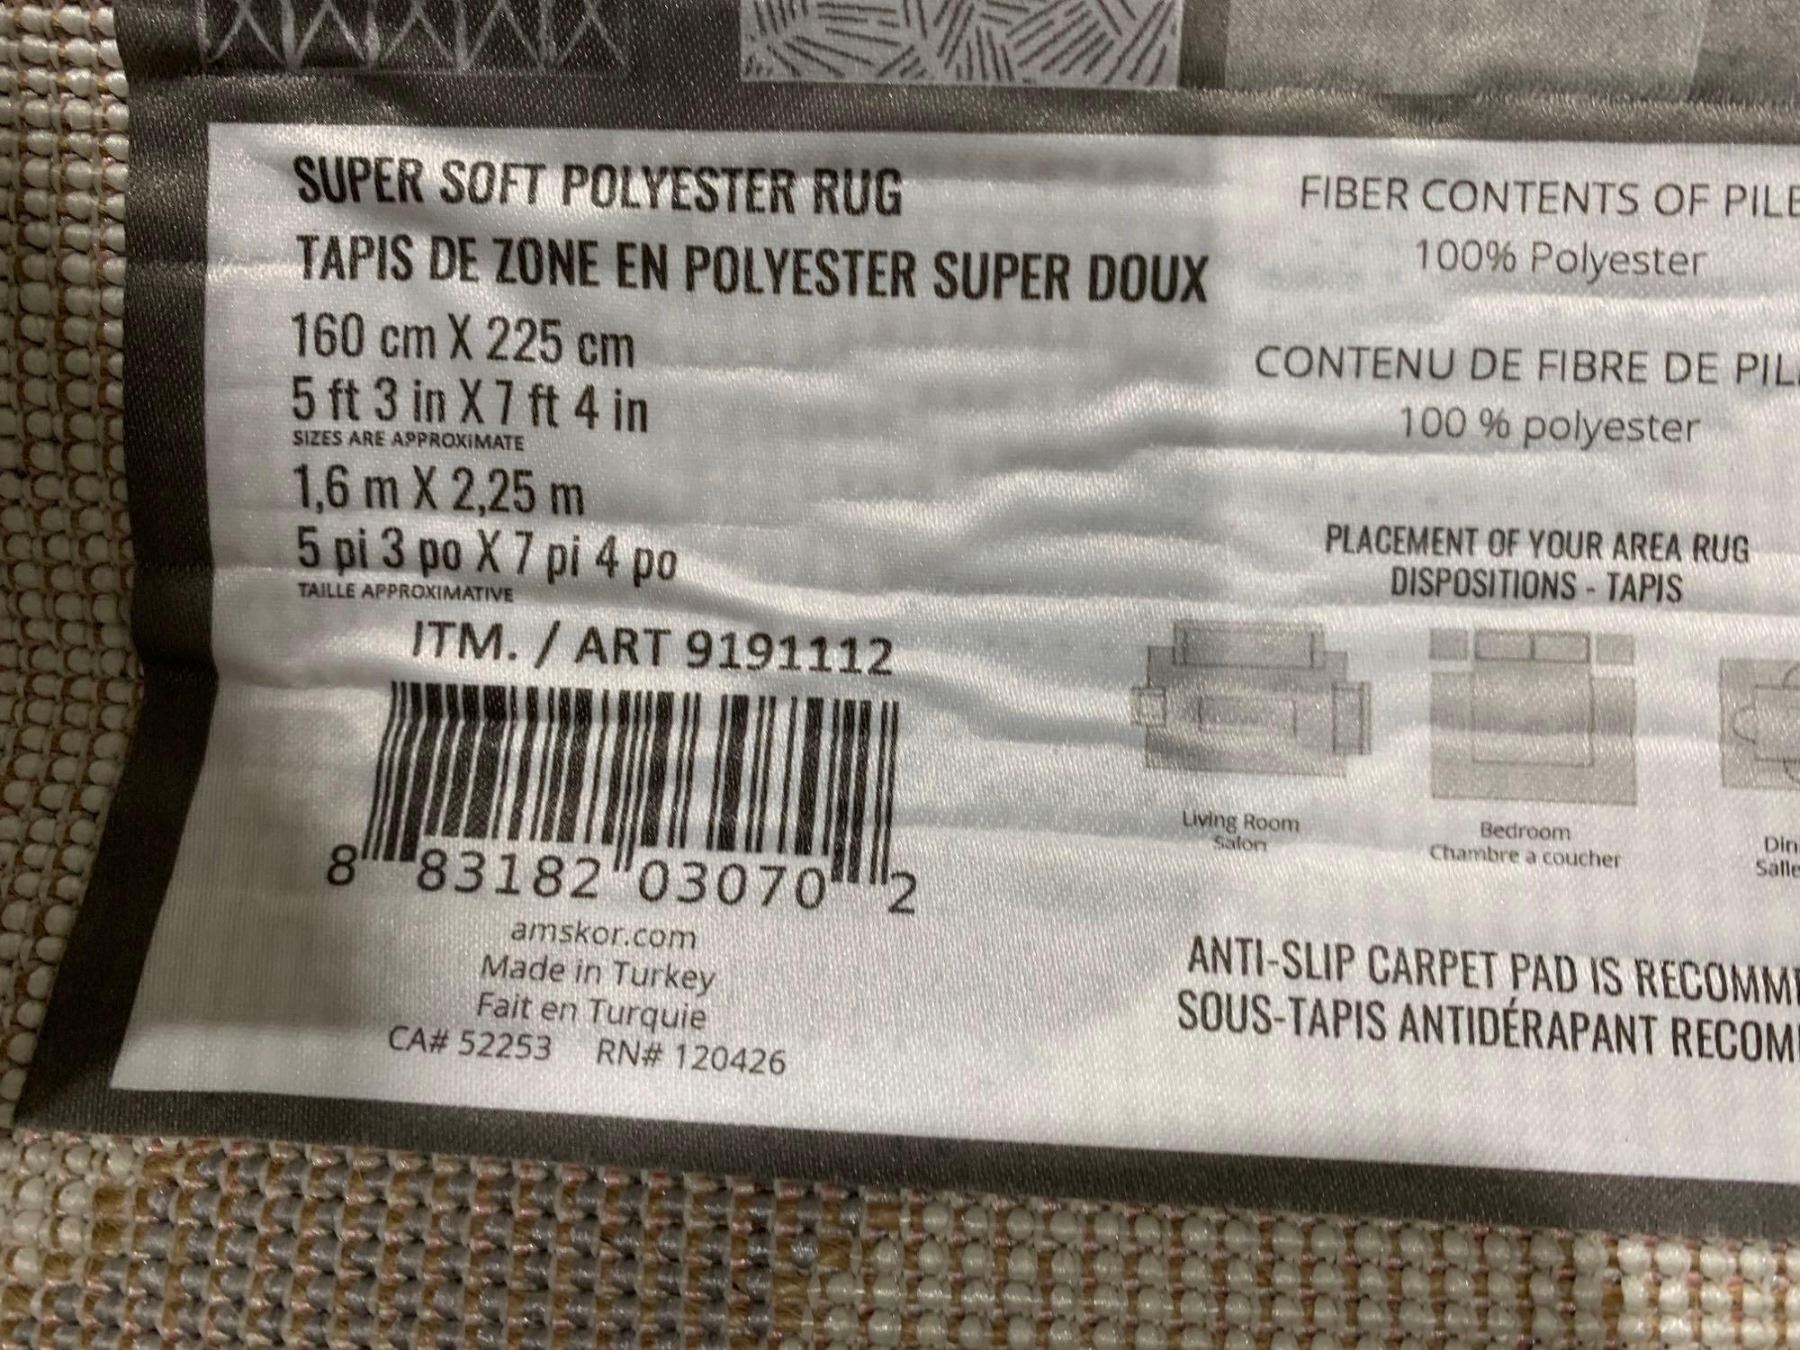 SUPER SOFT POLYESTER RUG
TAPIS DE ZONE EN POLYESTER SUPER DOUX
160 cm X 225 cm
5 ft 3 in X 7 ft 4 in
SIZES ARE APPROXIMATE
1,6 m X 2,25 m
5 pi 3 po X 7 pi 4 po
TAILLE APPROXIMATIVE
ITM. / ART 9191112
8 83182 03070 2
amskor.com
Made in Turkey
Fait en Turquie
CA# 52253 RN# 120426
FIBER CONTENTS OF PILE
100% Polyester
CONTENU DE FIBRE DE PIL
100 % polyester
PLACEMENT OF YOUR AREA RUG
DISPOSITIONS - TAPIS
Living Room
Salon
Bedroom
Chambre a coucher
Din
Salle
ANTI-SLIP CARPET PAD IS RECOMM
SOUS-TAPIS ANTIDÉRAPANT RECOM